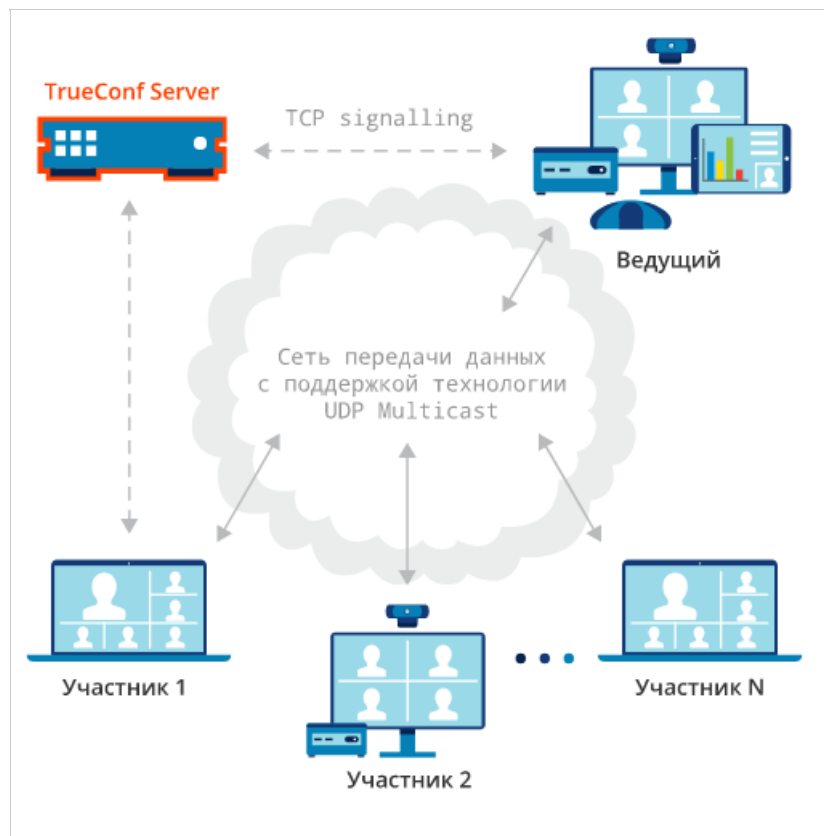 TrueConf Server
TCP signalling
Ведущий
Сеть передачи данных
с поддержкой технологии
UDP Multicast
Участник 1
Участник N
Участник 2